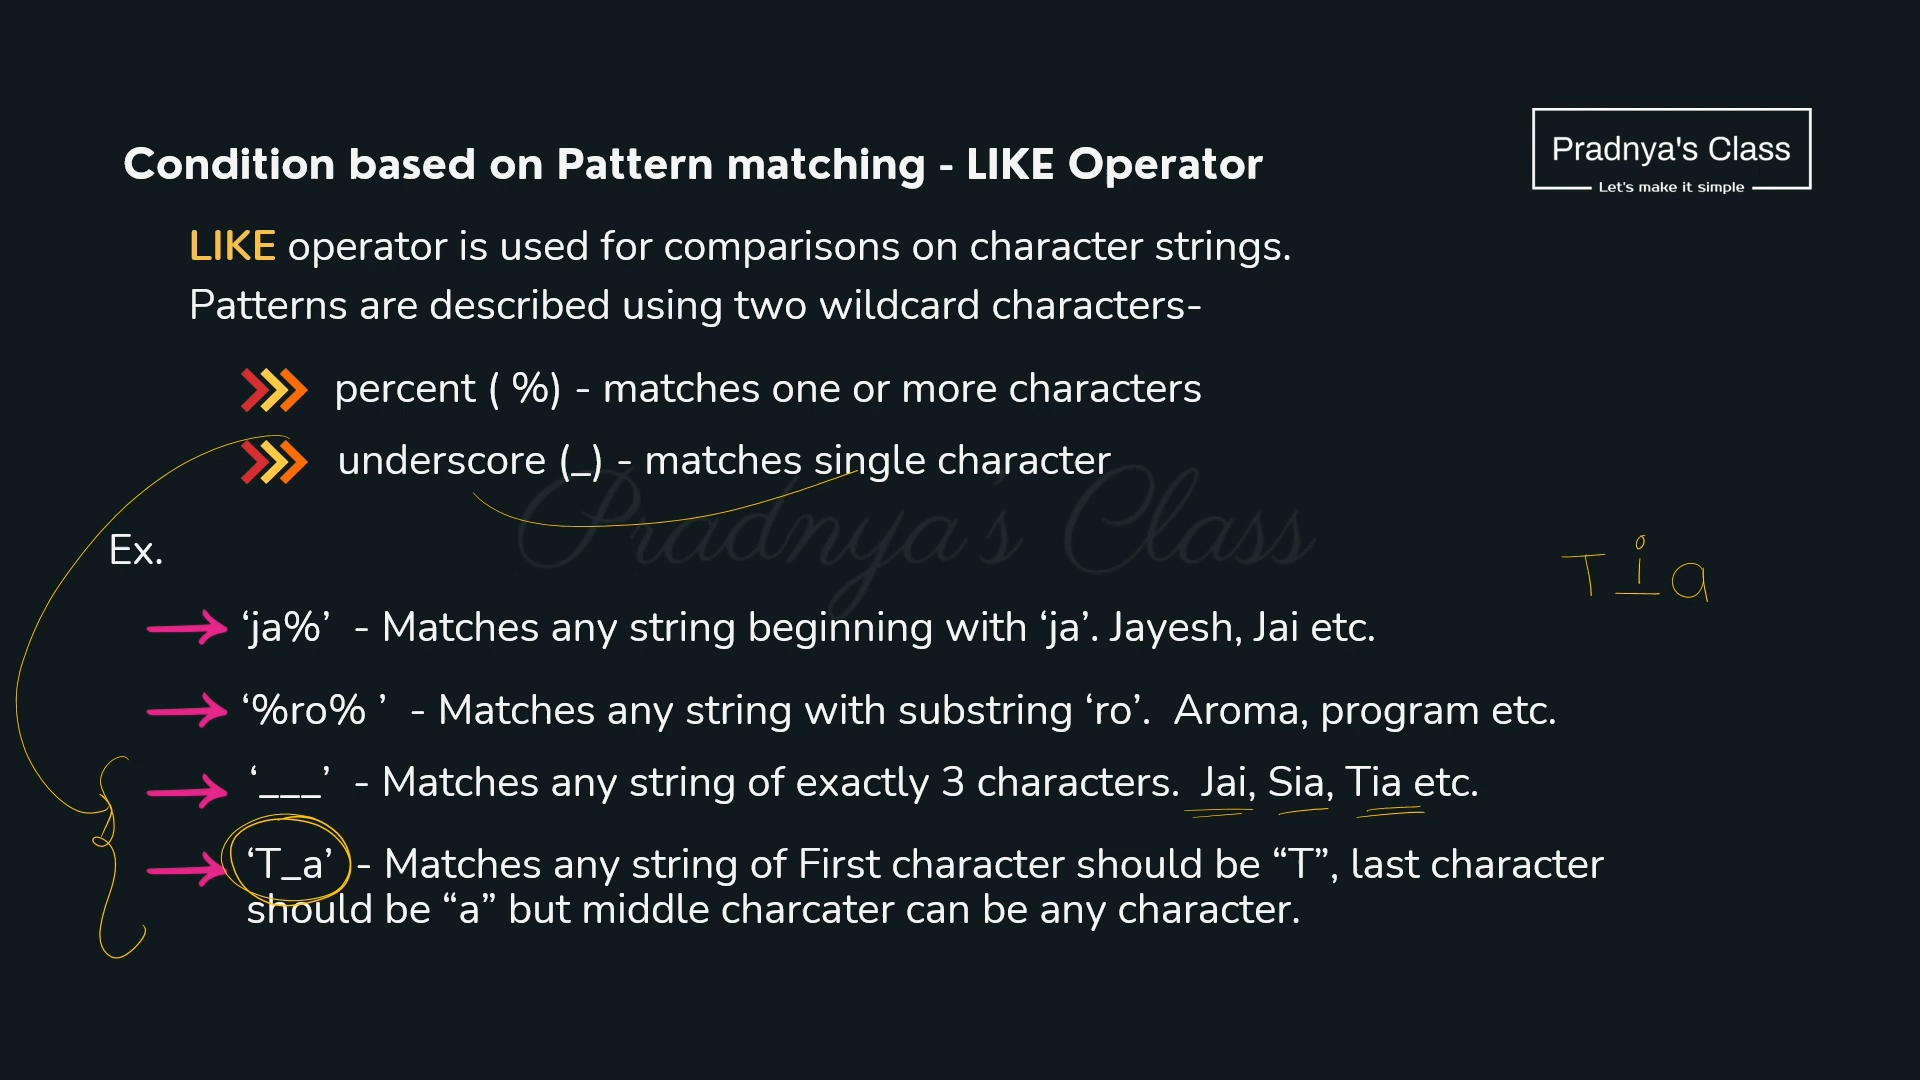 Pradnya's Class
Let's make it simple
Condition based on Pattern matching - LIKE Operator
LIKE operator is used for comparisons on character strings.
Patterns are described using two wildcard characters-
percent ( %) - matches one or more characters
underscore (_) - matches single character
Pradnya's Class
Ex.
T i a
‘ja%’ - Matches any string beginning with ‘ja’. Jayesh, Jai etc.
‘%ro% ’ - Matches any string with substring ‘ro’. Aroma, program etc.
‘___’ - Matches any string of exactly 3 characters. Jai, Sia, Tia etc.
‘T_a’ - Matches any string of First character should be “T”, last character
should be “a” but middle charcater can be any character.